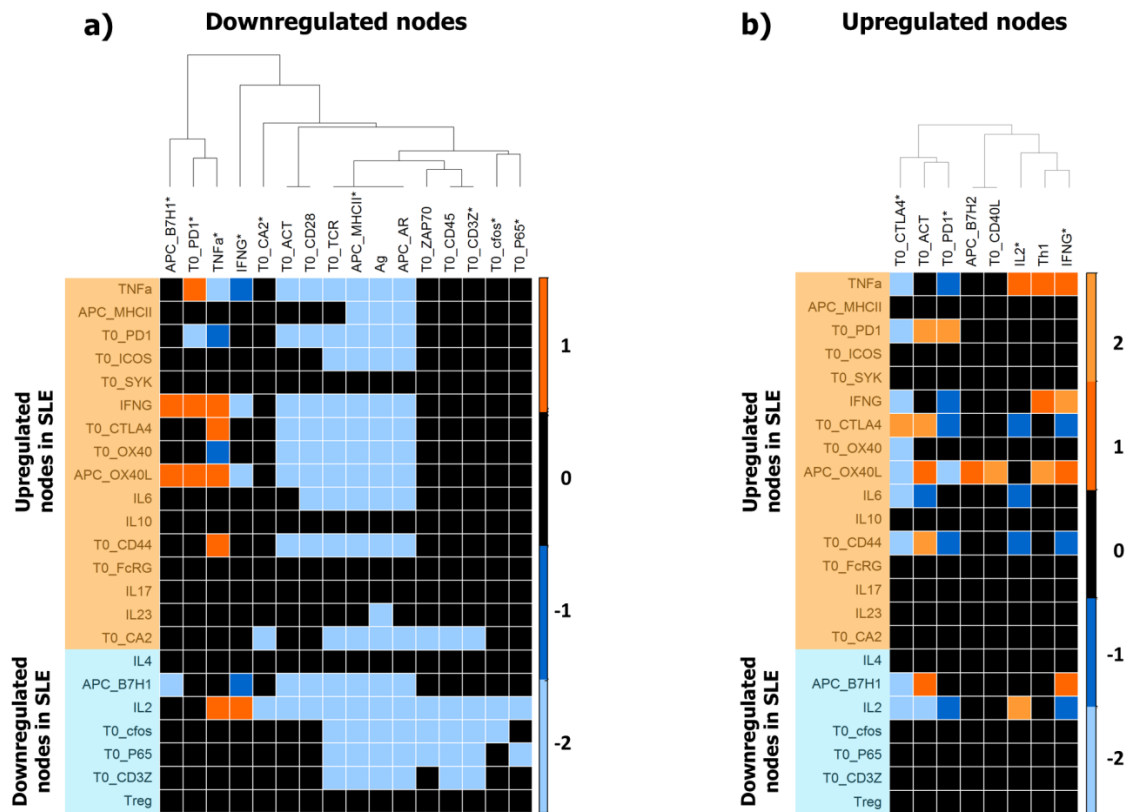 a)
Downregulated nodes
APC_B7H1*
T0_PD1*
TNFa*
IFNG*
T0_CA2*
T0_ACT
T0_CD28
T0_TCR
APC_MHCII*
Ag
APC_AR
T0_ZAP70
T0_CD45
T0_CD3Z*
T0_cfos*
T0_P65*
Upregulated
nodes in SLE
TNFa
APC_MHCII
T0_PD1
T0_ICOS
T0_SYK
IFNG
T0_CTLA4
T0_OX40
APC_OX40L
IL6
IL10
T0_CD44
T0_FcRG
IL17
IL23
T0_CA2
Downregulated
nodes in SLE
IL4
APC_B7H1
IL2
T0_cfos
T0_P65
T0_CD3Z
Treg
1
0
-1
-2
b)
Upregulated nodes
T0_CTLA4*
T0_ACT
T0_PD1*
APC_B7H2
T0_CD40L
IL2*
Th1
IFNG*
Upregulated
nodes in SLE
TNFa
APC_MHCII
T0_PD1
T0_ICOS
T0_SYK
IFNG
T0_CTLA4
T0_OX40
APC_OX40L
IL6
IL10
T0_CD44
T0_FcRG
IL17
IL23
T0_CA2
Downregulated
nodes in SLE
IL4
APC_B7H1
IL2
T0_cfos
T0_P65
T0_CD3Z
Treg
2
1
0
-1
-2